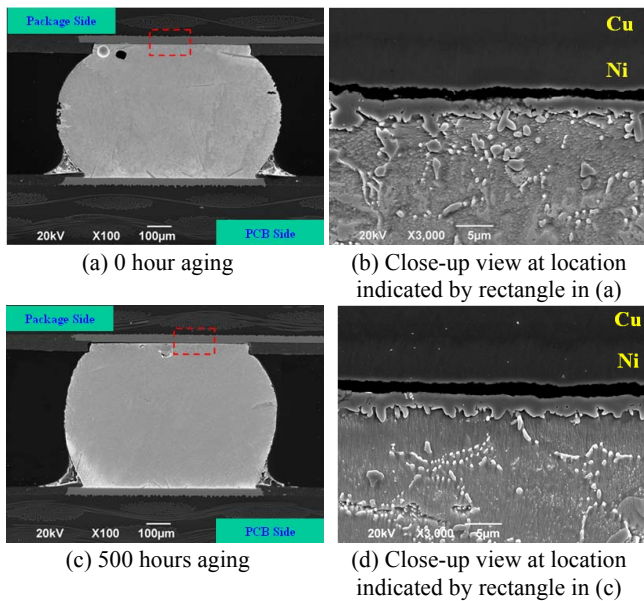 Package Side
20kV X100 100µm
PCB Side
Cu
Ni
20kV X3,000 5µm
(a) 0 hour aging
(b) Close-up view at location
indicated by rectangle in (a)
Package Side
20kV X100 100µm
PCB Side
Cu
Ni
20kV X3,000 5µm
(c) 500 hours aging
(d) Close-up view at location
indicated by rectangle in (c)